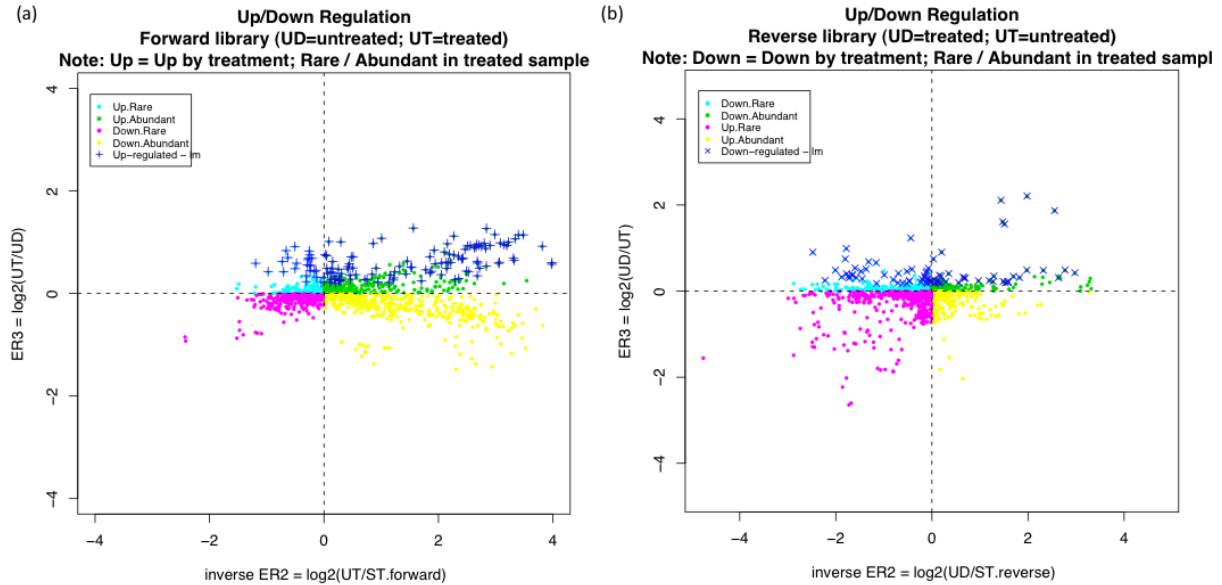 (a)
Up/Down Regulation
Forward library (UD=untreated; UT=treated)
Note: Up = Up by treatment; Rare / Abundant in treated sample
Up.Rare
Up.Abundant
Down.Rare
Down.Abundant
Up-regulated - lm
ER3 = log2(UT/UD)
4
2
0
-2
-4
-4
-2
0
2
4
inverse ER2 = log2(UT/ST.forward)
(b)
Up/Down Regulation
Reverse library (UD=treated; UT=untreated)
Note: Down = Down by treatment; Rare / Abundant in treated sampl
Down.Rare
Down.Abundant
Up.Rare
Up.Abundant
Down-regulated - lm
ER3 = log2(UD/UT)
4
2
0
-2
-4
-4
-2
0
2
4
inverse ER2 = log2(UD/ST.reverse)